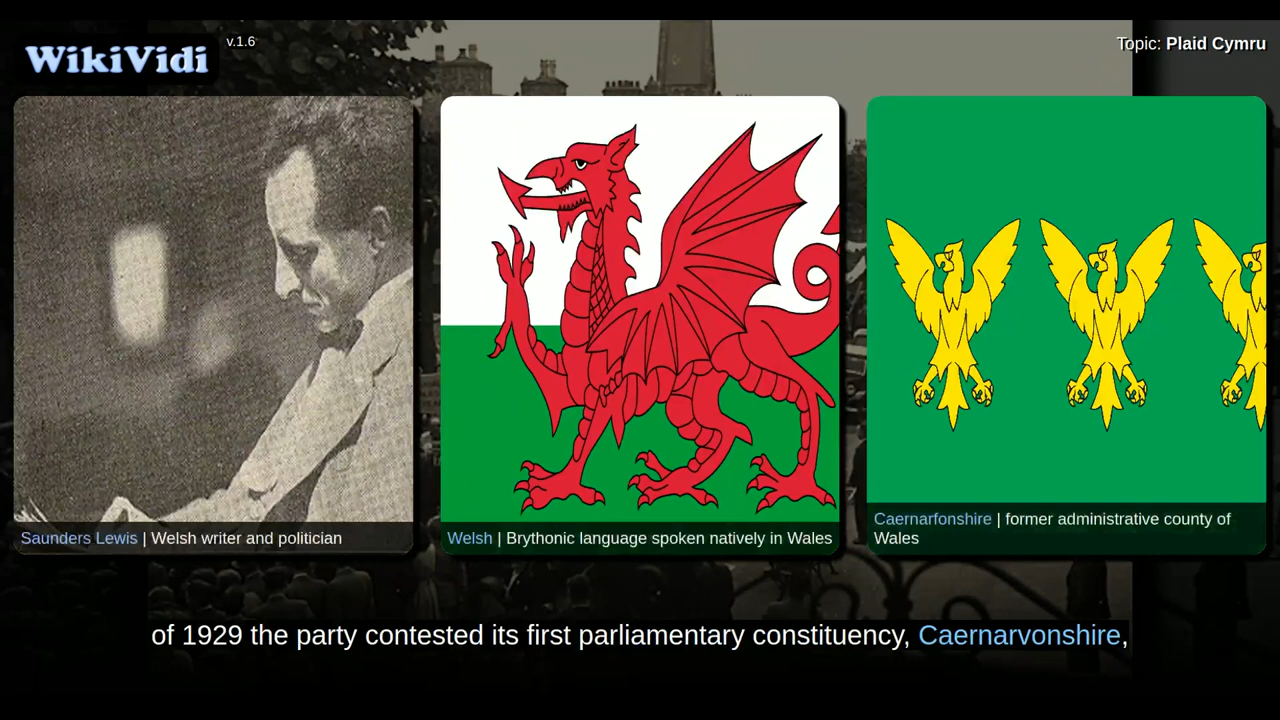 WikiVidi
v.1.6
Topic: Plaid Cymru
Saunders Lewis | Welsh writer and politician
Welsh | Brythonic language spoken natively in Wales
Caernarfonshire | former administrative county of
Wales
of 1929 the party contested its first parliamentary constituency, Caernarvonshire,